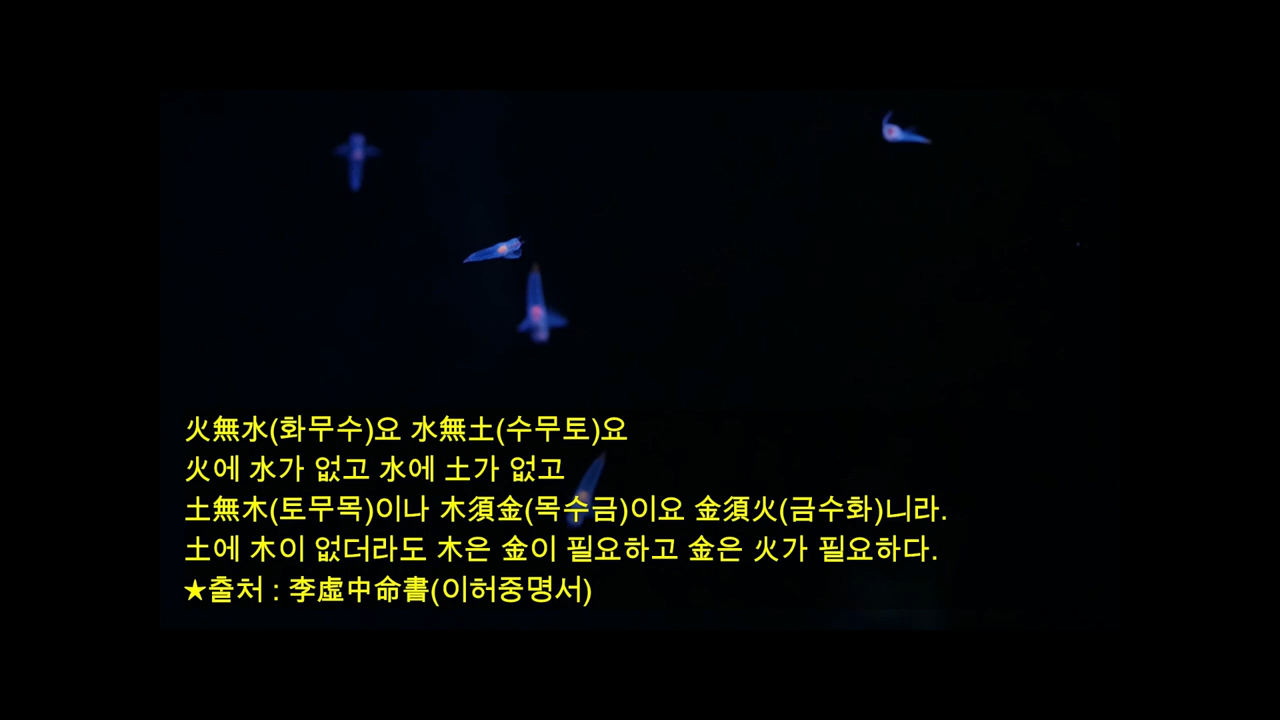 火無水(화무수)요 水無土(수무토)요
火에 水가 없고 水에 土가 없고
土無木(토무목)이나 木須金(목수금)이요 金須火(금수화)니라.
土에 木이 없더라도 木은 金이 필요하고 金은 火가 필요하다.
★출처 : 李虛中命書(이허중명서)